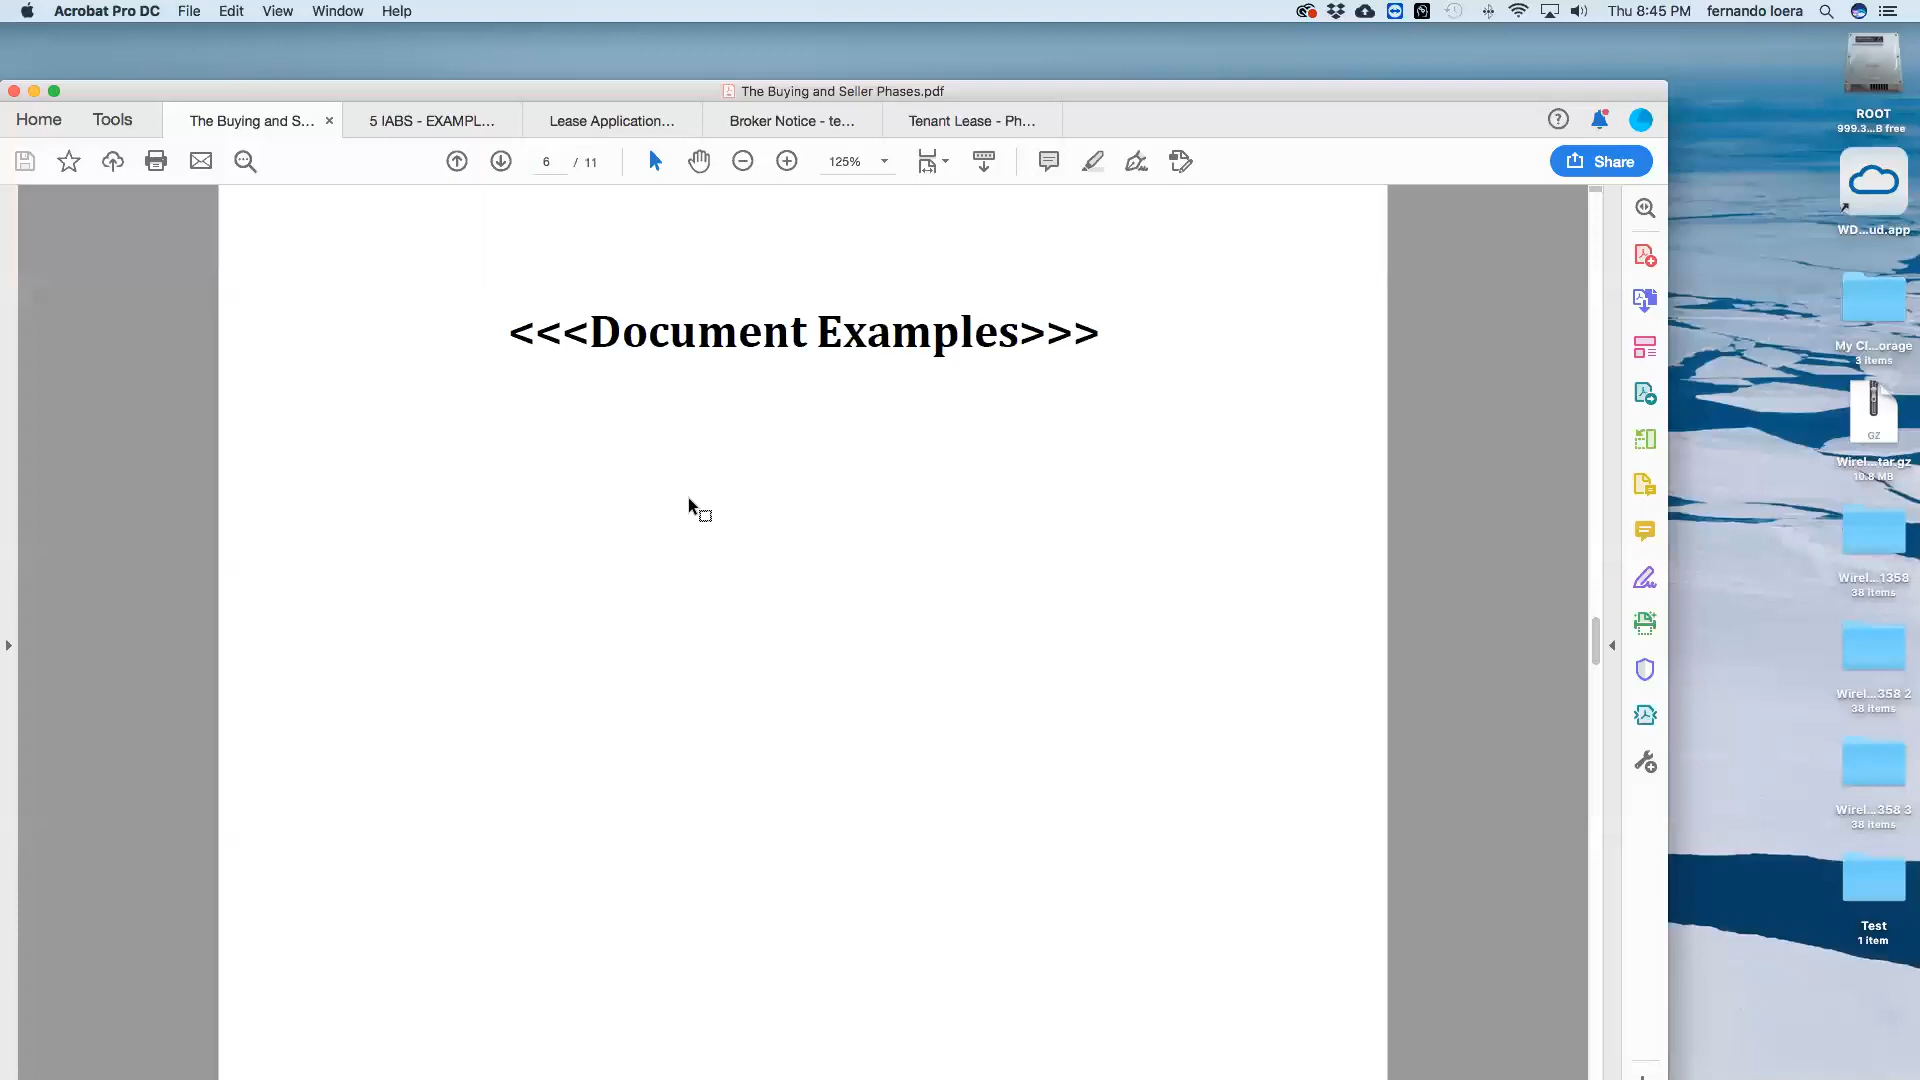 Acrobat Pro DC File Edit View Window Help
Thu 8:45 PM fernando loera
The Buying and Seller Phases.pdf
Home Tools The Buying and S... × 5 IABS - EXAMPL... Lease Application... Broker Notice - te... Tenant Lease - Ph...
6 / 11 125% Share
<<<Document Examples>>>
ROOT
999.3...B free
WD...ud.app
My Cl...orage
3 items
GZ
Wirel...tar.gz
10.8 MB
Wirel...1358
38 items
Wirel...358 2
38 items
Wirel...358 3
38 items
Test
1 item